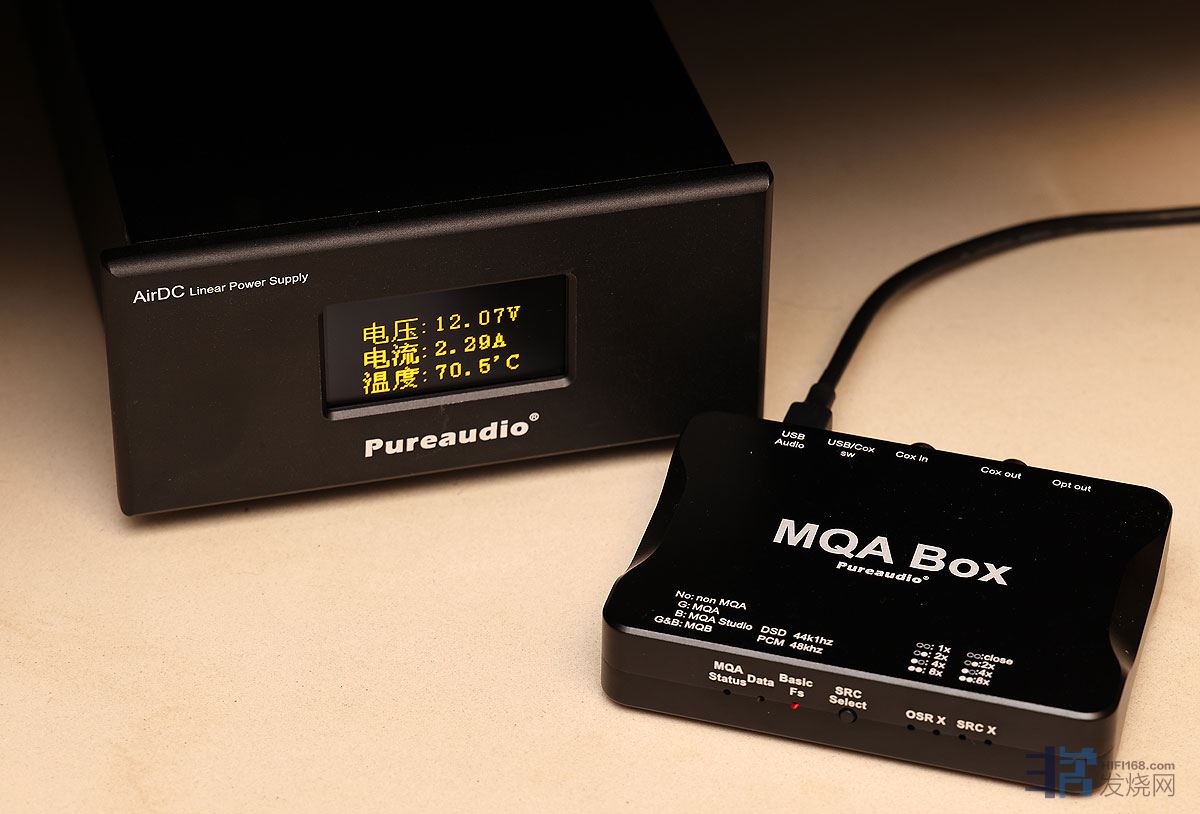 AirDC Linear Power Supply
电压:12.07V
电流:2.29A
温度:70.5'C
Pureaudio®
USB Audio
USB/Cox sw
Cox In
Cox out
Opt out
MQA Box
Pureaudio®
No: non MQA
G: MQA
B: MQA Studio
G&B: MQB
DSD 44k1hz
PCM 48khz
○○: 1x
○●: 2x
●○: 4x
●●: 8x
○○:close
○●:2x
●○:4x
●●:8x
MQA Status
Data
Basic Fs
SRC Select
OSR X
SRC X
HIFI168.com
发烧网